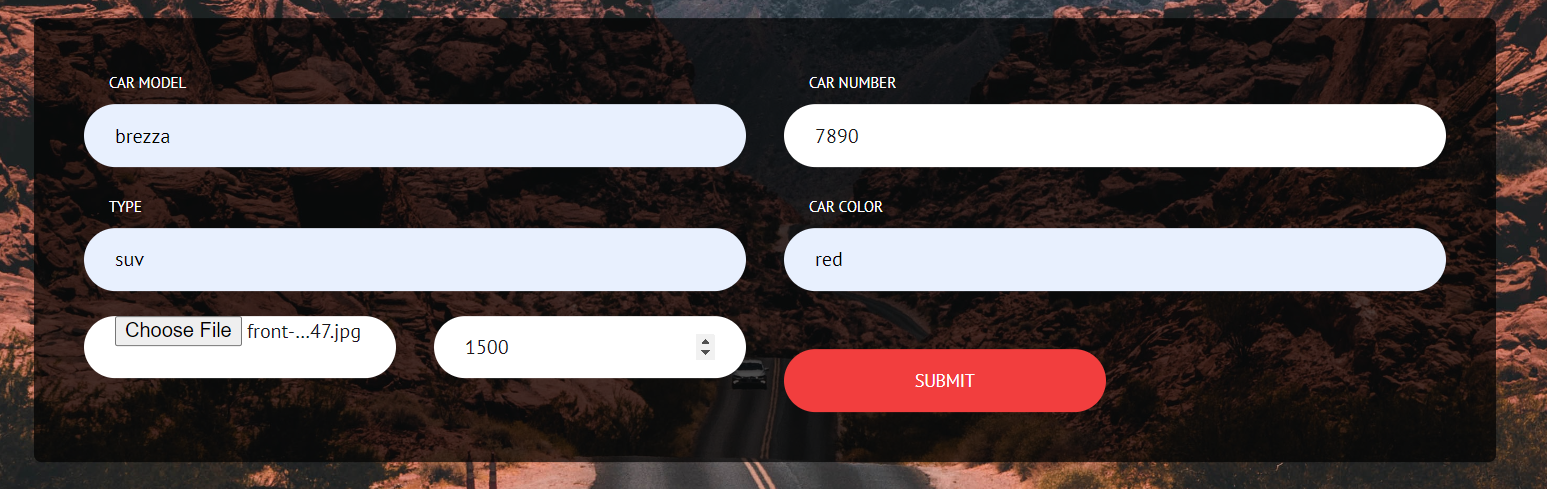 CAR MODEL
CAR NUMBER
brezza
7890
TYPE
CAR COLOR
suv
red
Choose File front-...47.jpg
1500
SUBMIT